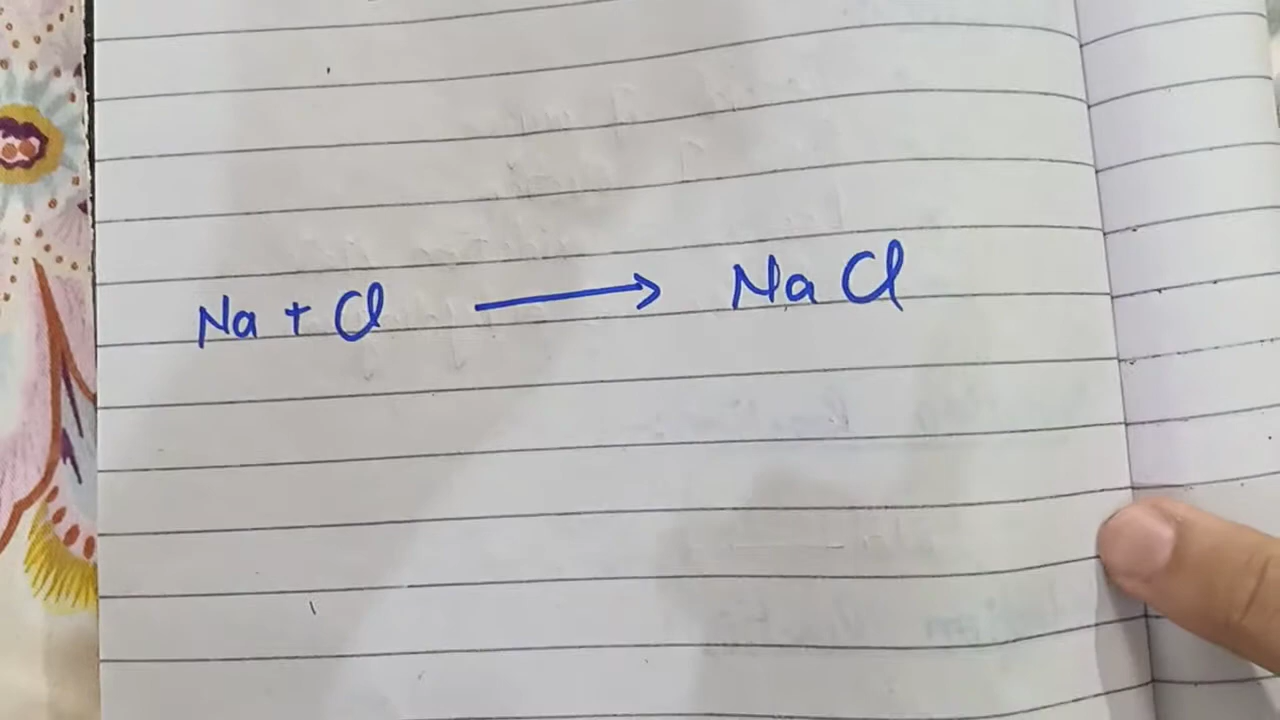 Na + Cl → NaCl